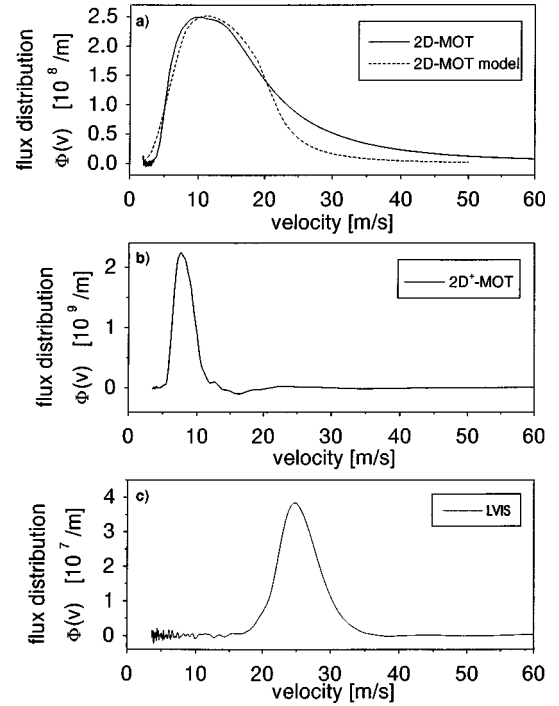 a)
2D-MOT
2D-MOT model
flux distribution
Φ(v) [10⁸/m]
2.5
2.0
1.5
1.0
0.5
0.0
0 10 20 30 40 50 60
velocity [m/s]
b)
2D⁺-MOT
flux distribution
Φ(v) [10⁹/m]
2
1
0
0 10 20 30 40 50 60
velocity [m/s]
c)
LVIS
flux distribution
Φ(v) [10⁷/m]
4
3
2
1
0
0 10 20 30 40 50 60
velocity [m/s]